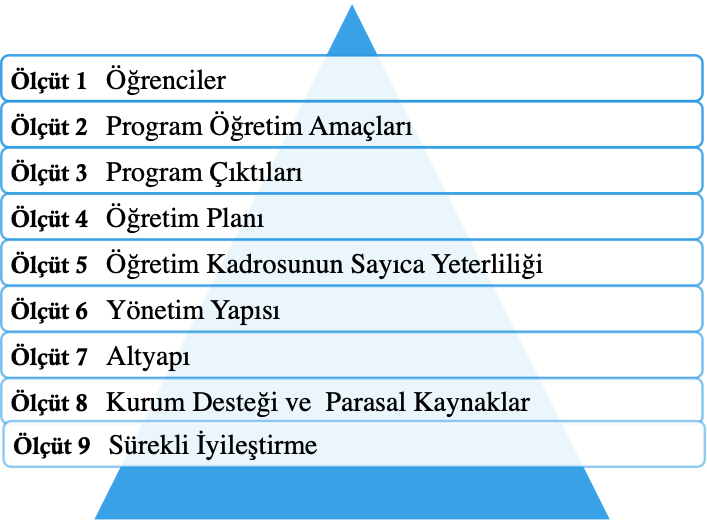 Ölçüt 1 Öğrenciler
Ölçüt 2 Program Öğretim Amaçları
Ölçüt 3 Program Çıktıları
Ölçüt 4 Öğretim Planı
Ölçüt 5 Öğretim Kadrosunun Sayıca Yeterliliği
Ölçüt 6 Yönetim Yapısı
Ölçüt 7 Altyapı
Ölçüt 8 Kurum Desteği ve Parasal Kaynaklar
Ölçüt 9 Sürekli İyileştirme